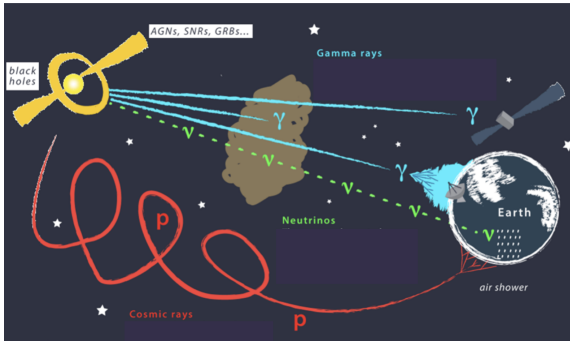 AGNs, SNRs, GRBs...
black
holes
Gamma rays
γ
γ
γ
ν
ν
ν
ν
ν
p
Neutrinos
Earth
air shower
p
Cosmic rays